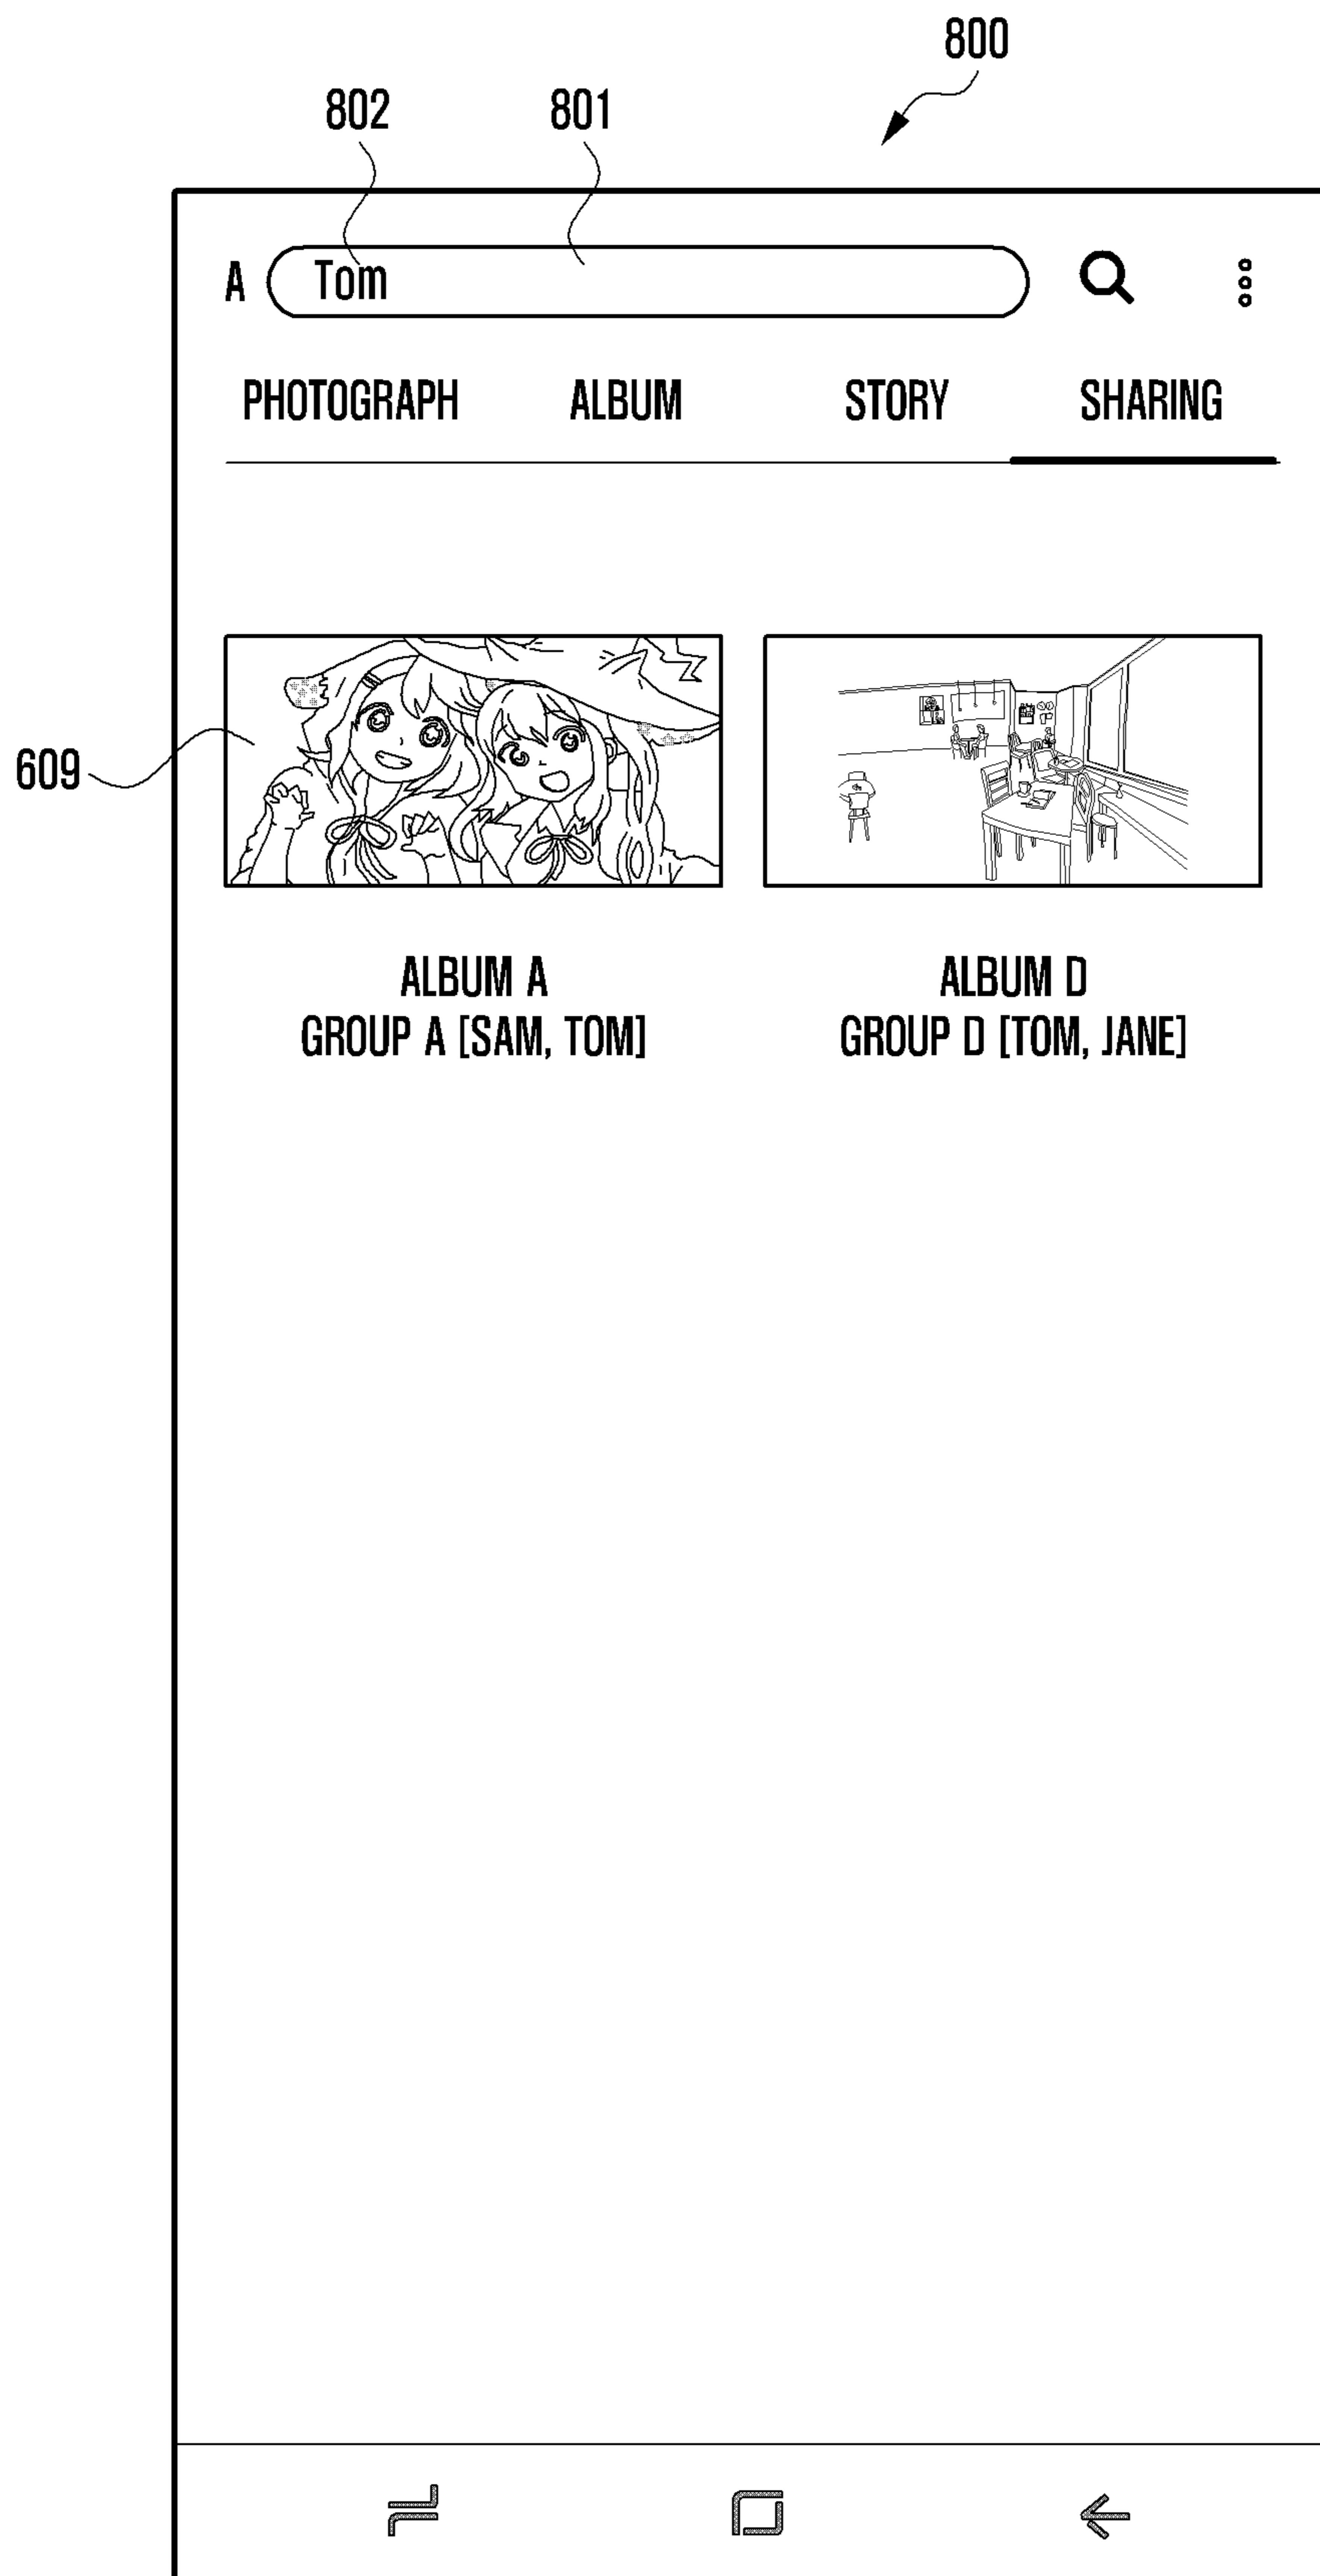 800
802 801
A Tom
PHOTOGRAPH ALBUM STORY SHARING
609
ALBUM A
GROUP A [SAM, TOM]
ALBUM D
GROUP D [TOM, JANE]